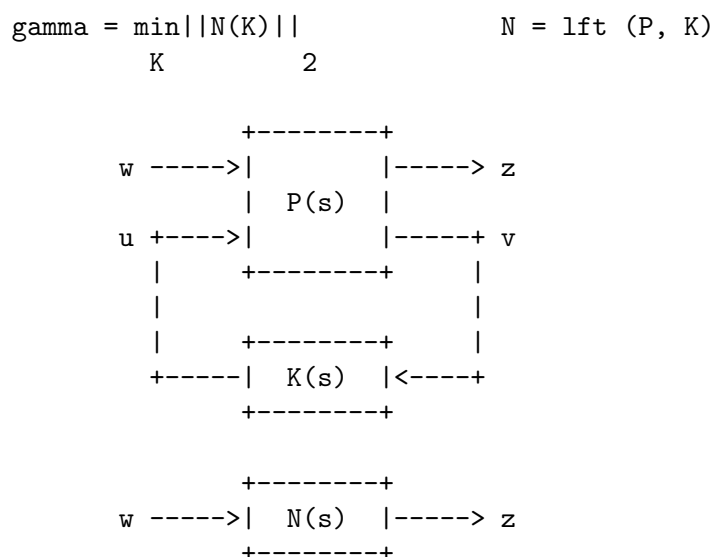 gamma = min||N(K)||             N = lft (P, K)
         K         2
               +--------+
       w ----->|        |-----> z
               |  P(s)  |
       u +---->|        |-----+ v
         |     +--------+     |
         |                    |
         |     +--------+     |
         +-----|  K(s)  |<----+
               +--------+
               +--------+
       w ----->|  N(s)  |-----> z
               +--------+